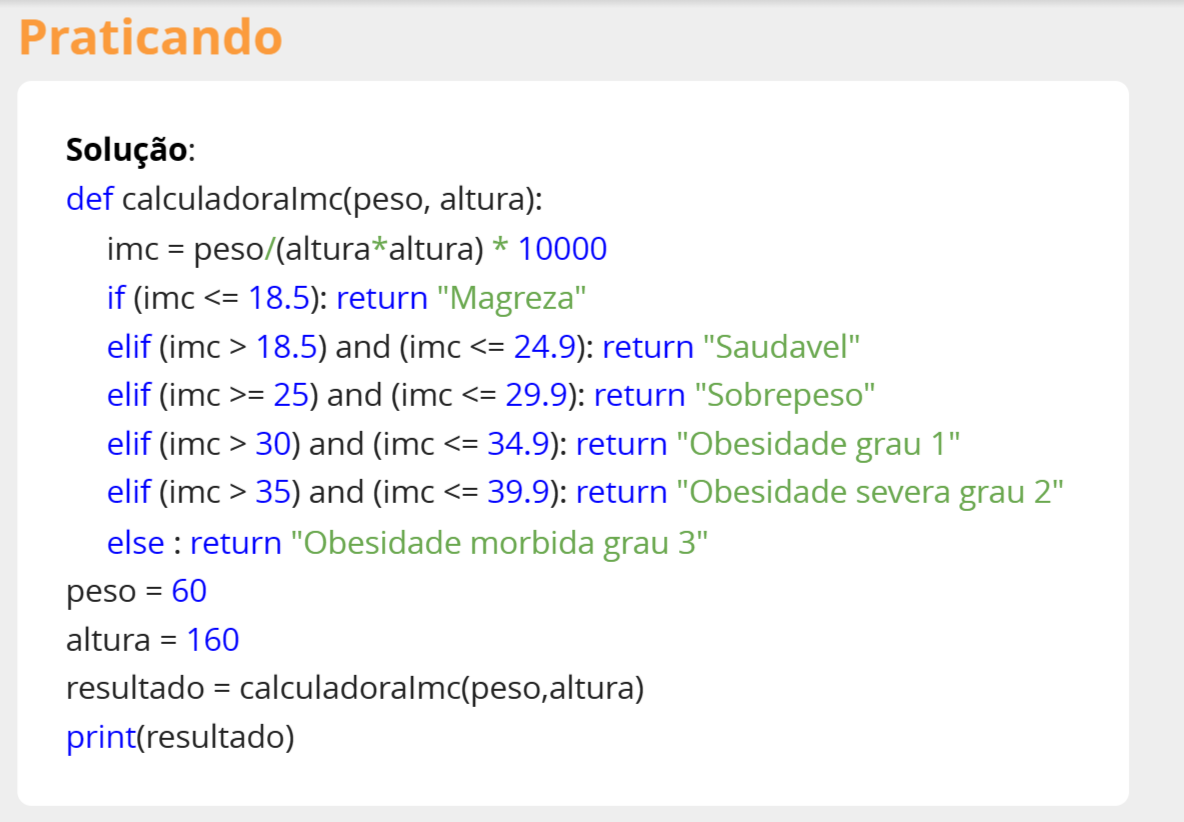 Praticando
Solução:
def calculadoraImc(peso, altura):
imc = peso/(altura*altura) * 10000
if (imc <= 18.5): return "Magreza"
elif (imc > 18.5) and (imc <= 24.9): return "Saudavel"
elif (imc >= 25) and (imc <= 29.9): return "Sobrepeso"
elif (imc > 30) and (imc <= 34.9): return "Obesidade grau 1"
elif (imc > 35) and (imc <= 39.9): return "Obesidade severa grau 2"
else : return "Obesidade morbida grau 3"
peso = 60
altura = 160
resultado = calculadoraImc(peso,altura)
print(resultado)